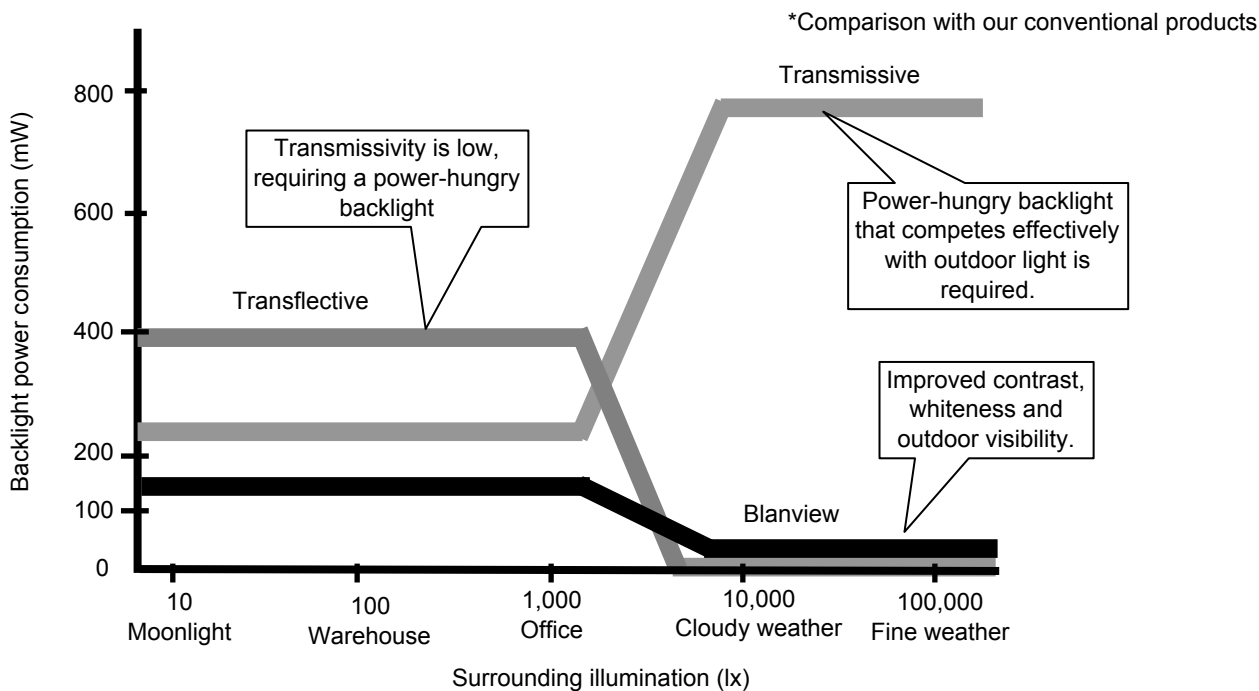 *Comparison with our conventional products
Backlight power consumption (mW)
800
600
400
200
100
0
Transmissive
Transmissivity is low,
requiring a power-hungry
backlight
Power-hungry backlight
that competes effectively
with outdoor light is
required.
Transflective
Improved contrast,
whiteness and
outdoor visibility.
Blanview
10
Moonlight
100
Warehouse
1,000
Office
10,000
Cloudy weather
100,000
Fine weather
Surrounding illumination (lx)